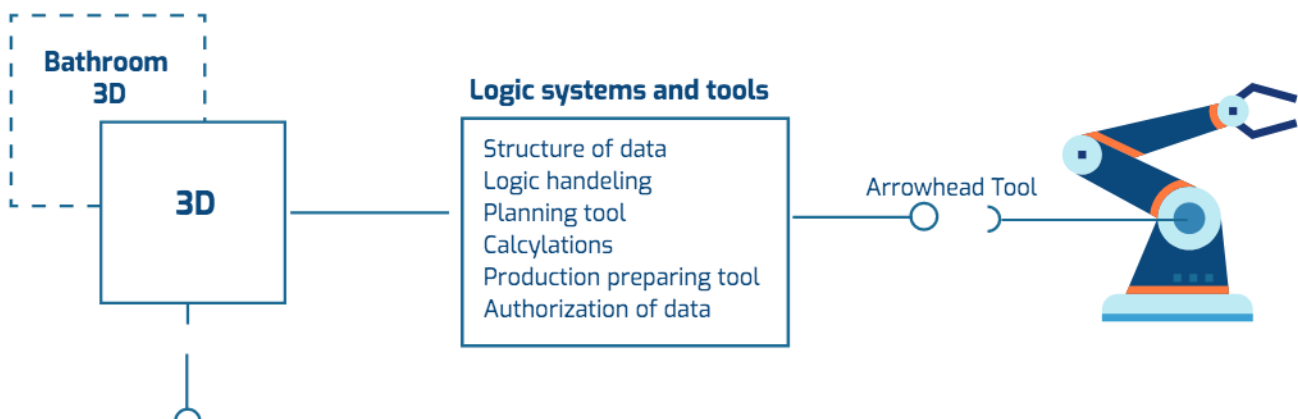 Bathroom
3D
3D
Logic systems and tools
Structure of data
Logic handeling
Planning tool
Calcylations
Production preparing tool
Authorization of data
Arrowhead Tool